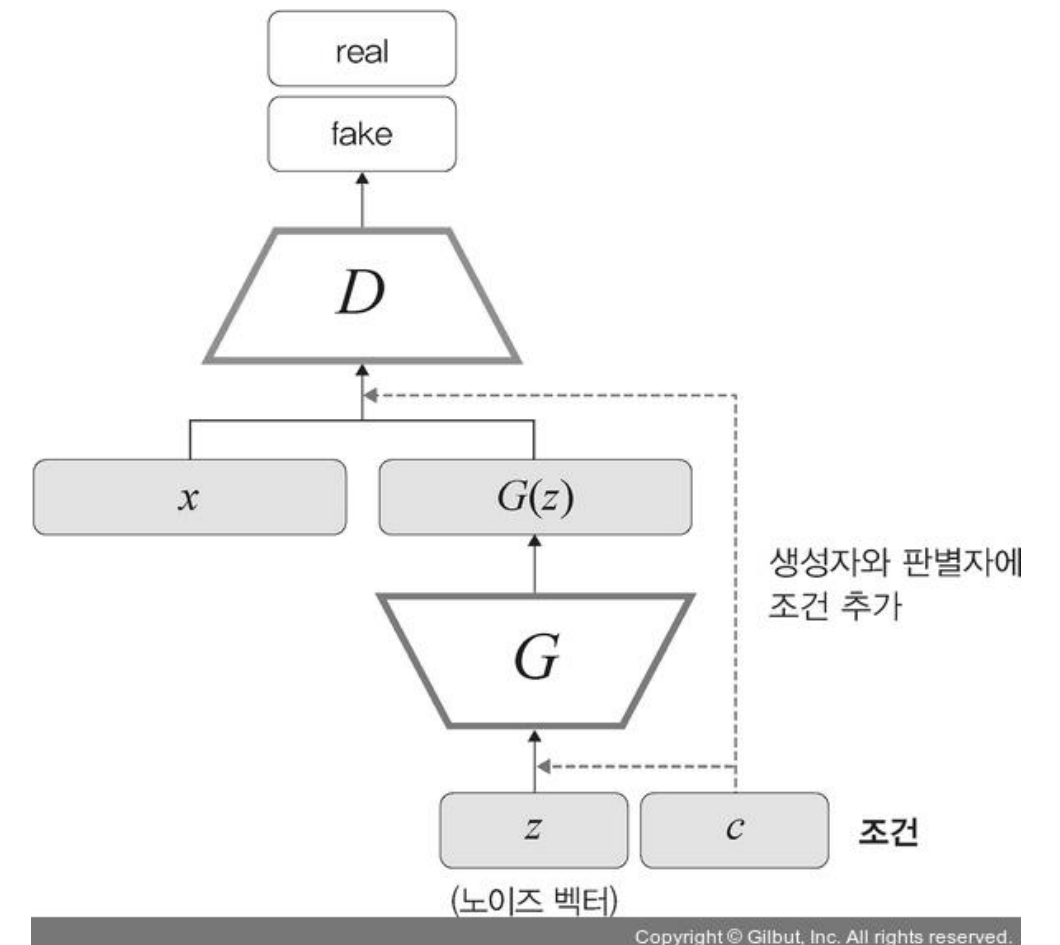 real
fake
D
x
G(z)
생성자와 판별자에
조건 추가
G
z
c
조건
(노이즈 벡터)
Copyright © Gilbut, Inc. All rights reserved.